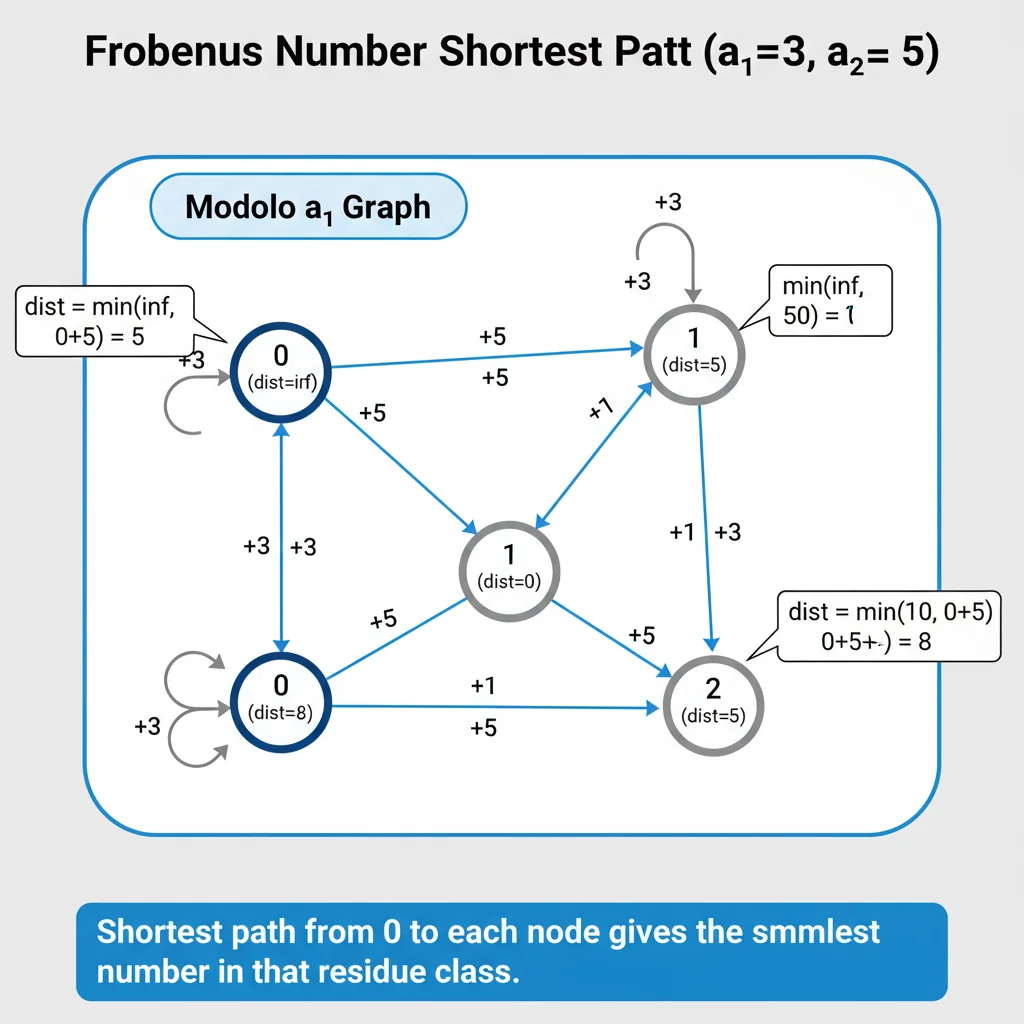 Frobenus Number Shortest Patt (a₁=3, a₂= 5)
Modolo a₁ Graph
+3
+3
min(inf,
50) = 1
dist = min(inf,
0+5) = 5
+3
0
(dist=inf)
+5
+5
1
(dist=5)
+5
+1
+3
+3
1
(dist=0)
+1
+3
+5
+5
dist = min(10, 0+5)
0+5+-) = 8
0
(dist=8)
+3
+1
+5
2
(dist=5)
Shortest path from 0 to each node gives the smmlest
number in that residue class.